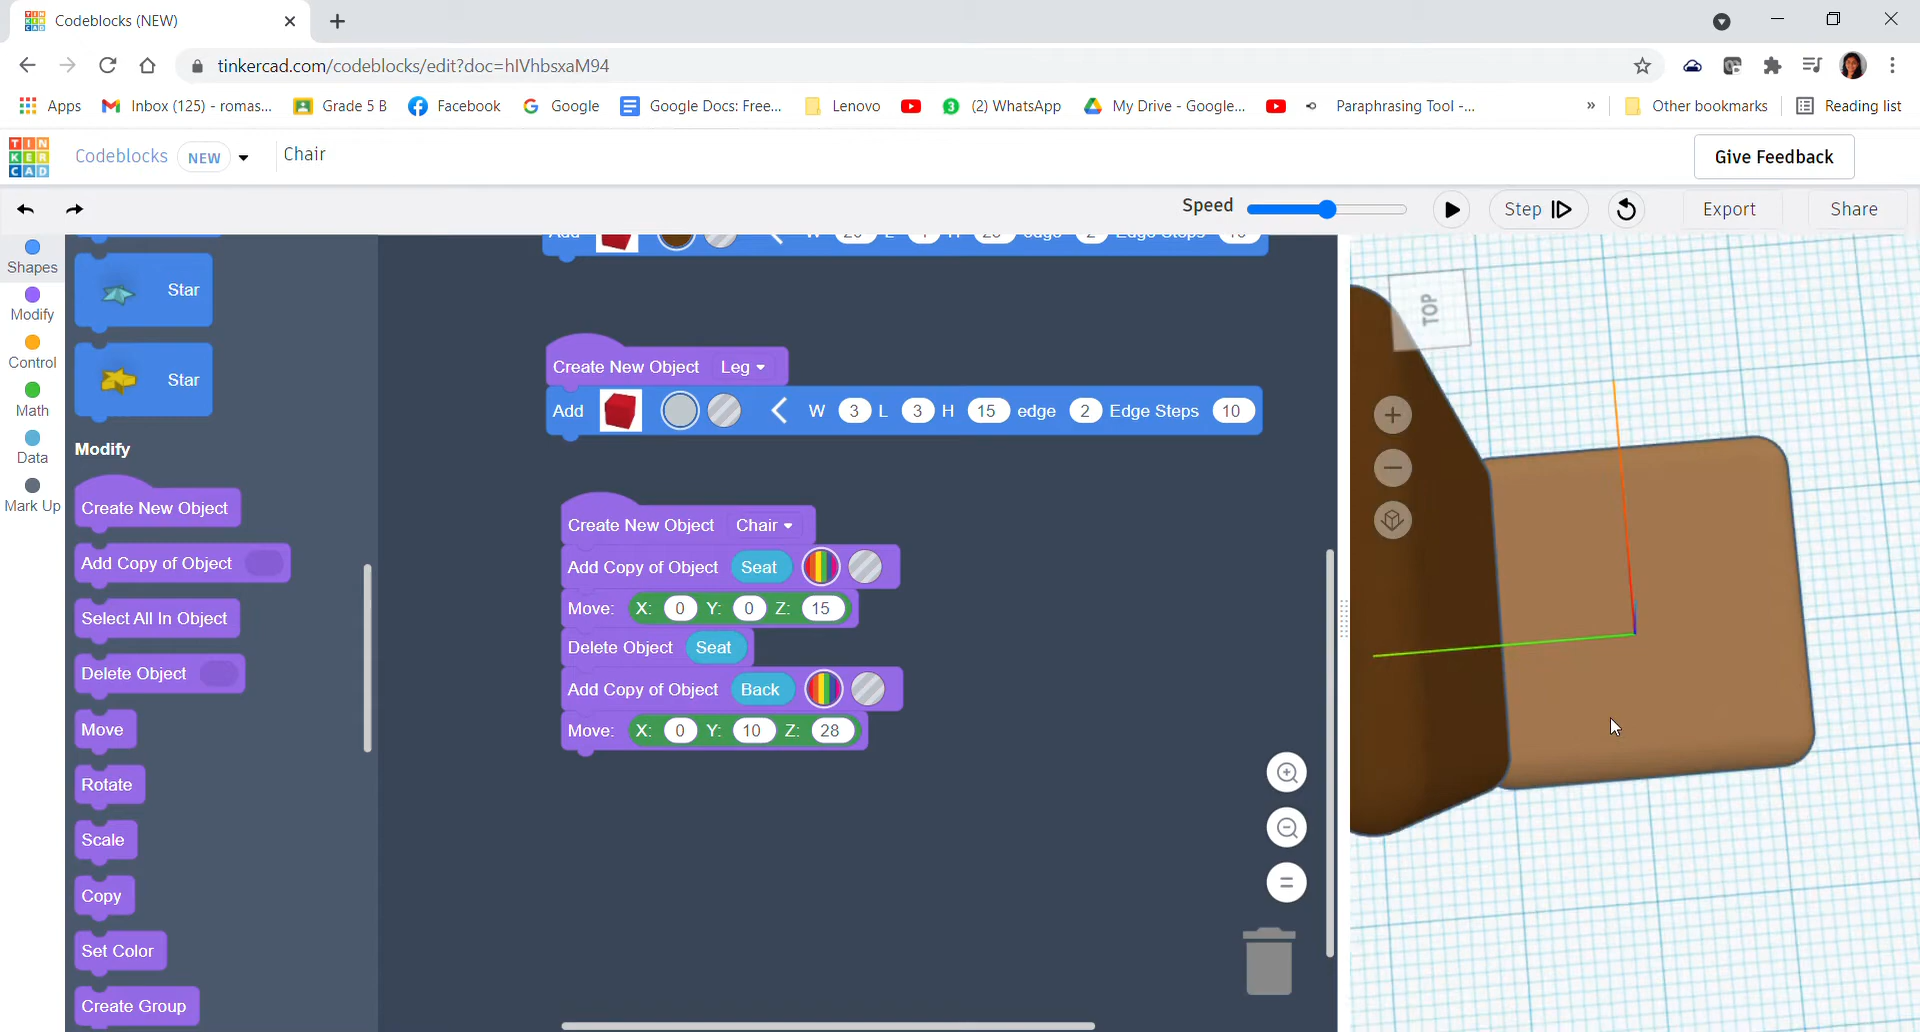 Codeblocks (NEW)
tinkercad.com/codeblocks/edit?doc=hIVhbsxaM94
Apps Inbox (125) - romas... Grade 5 B Facebook Google Google Docs: Free... Lenovo (2) WhatsApp My Drive - Google... Paraphrasing Tool -... » Other bookmarks Reading list
TIN
KER
CAD
Codeblocks NEW Chair Give Feedback
Speed Step Export Share
Shapes
Modify
Control
Math
Data
Mark Up
Star
Star
Modify
Create New Object
Add Copy of Object
Select All In Object
Delete Object
Move
Rotate
Scale
Copy
Set Color
Create Group
Create New Object Leg
Add W 3 L 3 H 15 edge 2 Edge Steps 10
Create New Object Chair
Add Copy of Object Seat
Move: X: 0 Y: 0 Z: 15
Delete Object Seat
Add Copy of Object Back
Move: X: 0 Y: 10 Z: 28
TOP